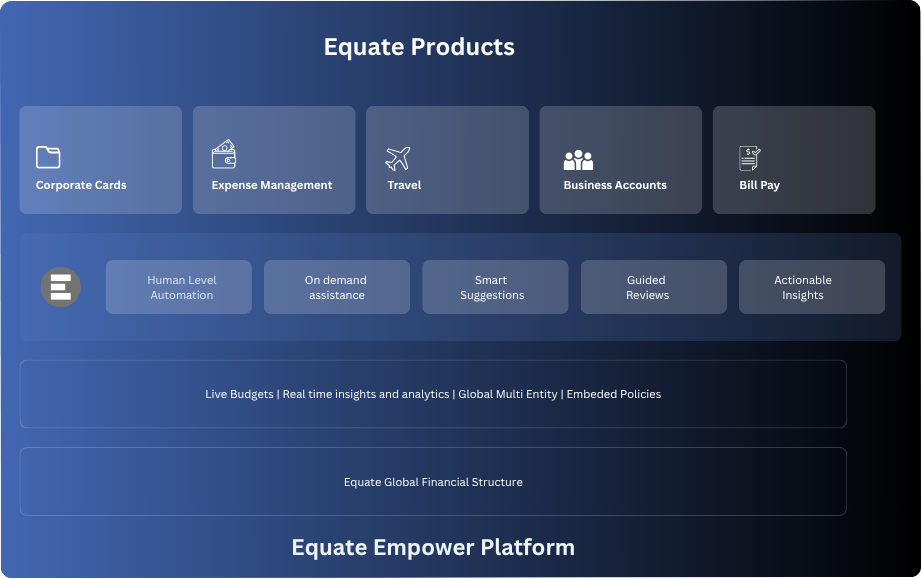 Equate Products
Corporate Cards
Expense Management
Travel
Business Accounts
Bill Pay
Human Level
Automation
On demand
assistance
Smart
Suggestions
Guided
Reviews
Actionable
Insights
Live Budgets | Real time insights and analytics | Global Multi Entity | Embeded Policies
Equate Global Financial Structure
Equate Empower Platform